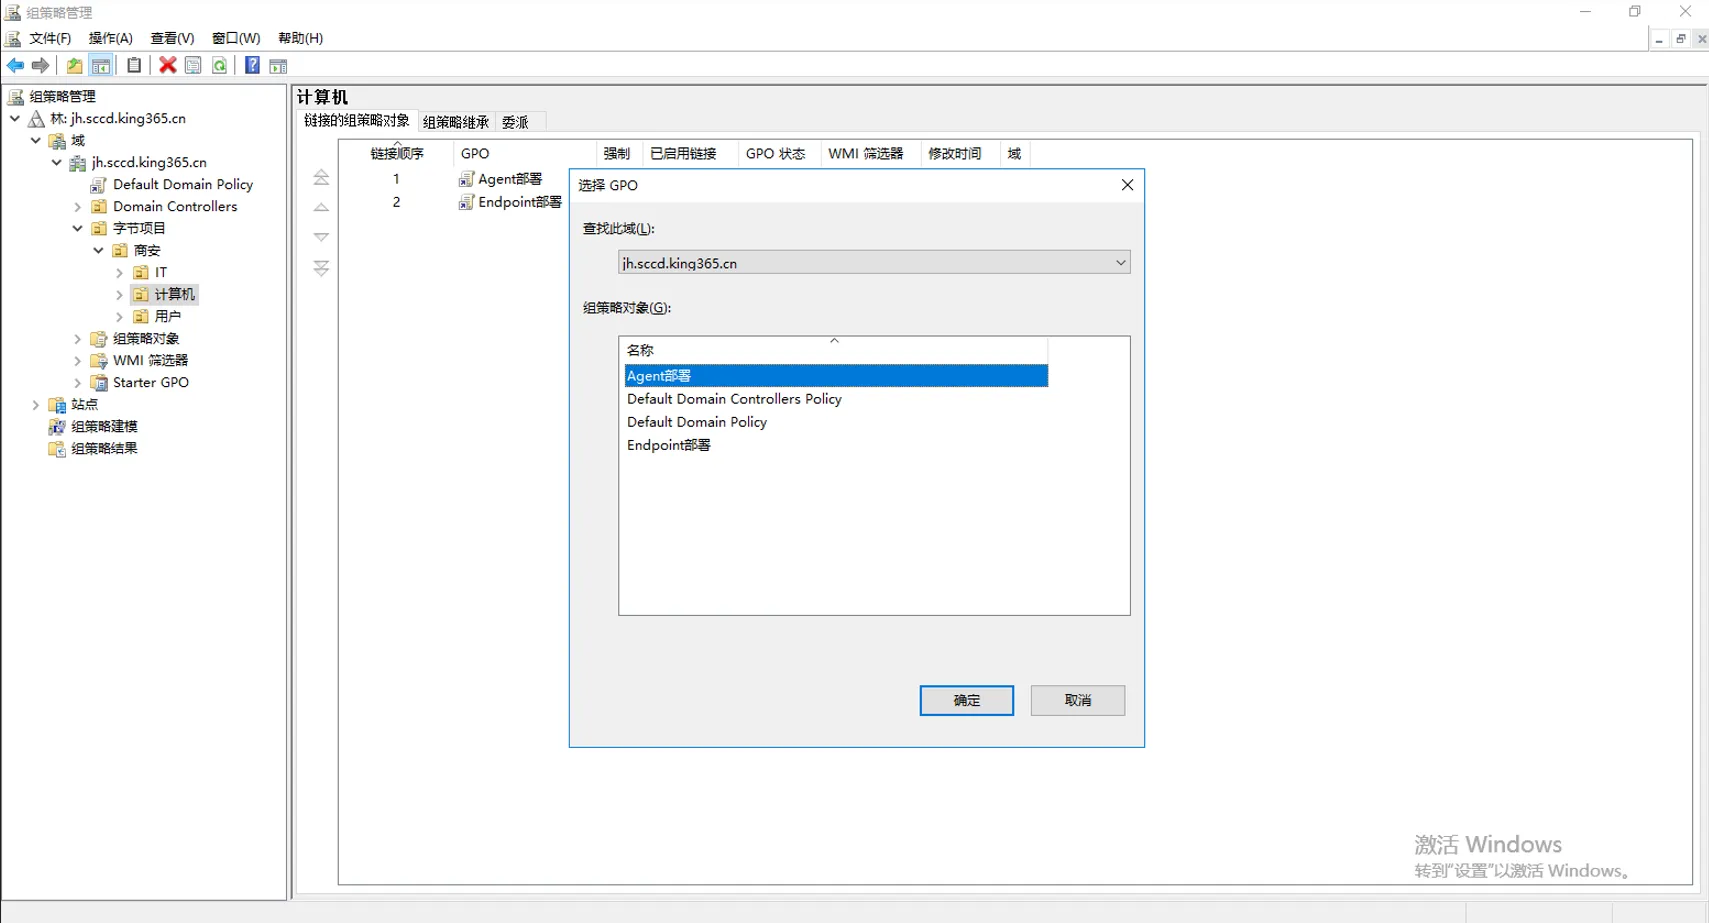 组策略管理
文件(F) 操作(A) 查看(V) 窗口(W) 帮助(H)
组策略管理
林: jh.sccd.king365.cn
域
jh.sccd.king365.cn
Default Domain Policy
Domain Controllers
字节项目
商安
IT
计算机
用户
组策略对象
WMI 筛选器
Starter GPO
站点
组策略建模
组策略结果
计算机
链接的组策略对象 组策略继承 委派
链接顺序 GPO 强制 已启用链接 GPO 状态 WMI 筛选器 修改时间 域
1 Agent部署
2 Endpoint部署
选择 GPO
查找此域(L):
jh.sccd.king365.cn
组策略对象(G):
名称
Agent部署
Default Domain Controllers Policy
Default Domain Policy
Endpoint部署
确定 取消
激活 Windows
转到"设置"以激活 Windows。